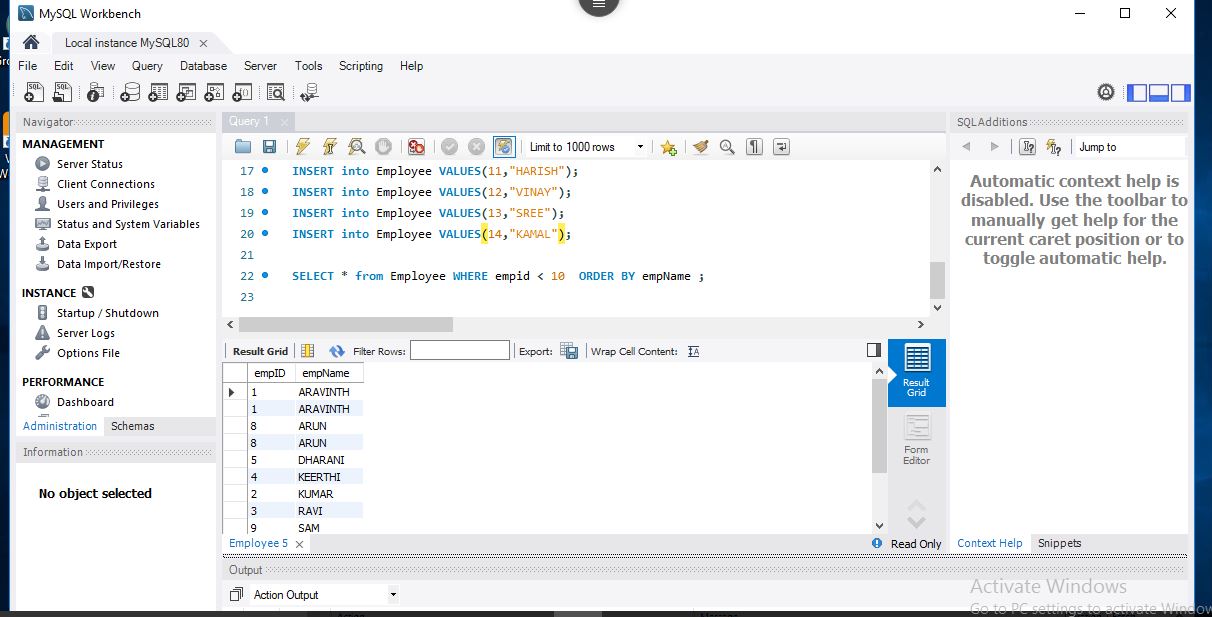 MySQL Workbench
Local instance MySQL80
File Edit View Query Database Server Tools Scripting Help
Navigator
MANAGEMENT
Server Status
Client Connections
Users and Privileges
Status and System Variables
Data Export
Data Import/Restore
INSTANCE
Startup / Shutdown
Server Logs
Options File
PERFORMANCE
Dashboard
Administration Schemas
Information
No object selected
Query 1
Limit to 1000 rows
17 INSERT into Employee VALUES(11,"HARISH");
18 INSERT into Employee VALUES(12,"VINAY");
19 INSERT into Employee VALUES(13,"SREE");
20 INSERT into Employee VALUES(14,"KAMAL");
21
22 SELECT * from Employee WHERE empid < 10 ORDER BY empName ;
23
Result Grid Filter Rows: Export: Wrap Cell Content:
empID empName
1 ARAVINTH
1 ARAVINTH
8 ARUN
8 ARUN
5 DHARANI
4 KEERTHI
2 KUMAR
3 RAVI
9 SAM
Result
Grid
Form
Editor
Employee 5
Read Only
Output
Action Output
SQLAdditions
Jump to
Automatic context help is
disabled. Use the toolbar to
manually get help for the
current caret position or to
toggle automatic help.
Context Help Snippets
Activate Windows
Go to PC settings to activate Window